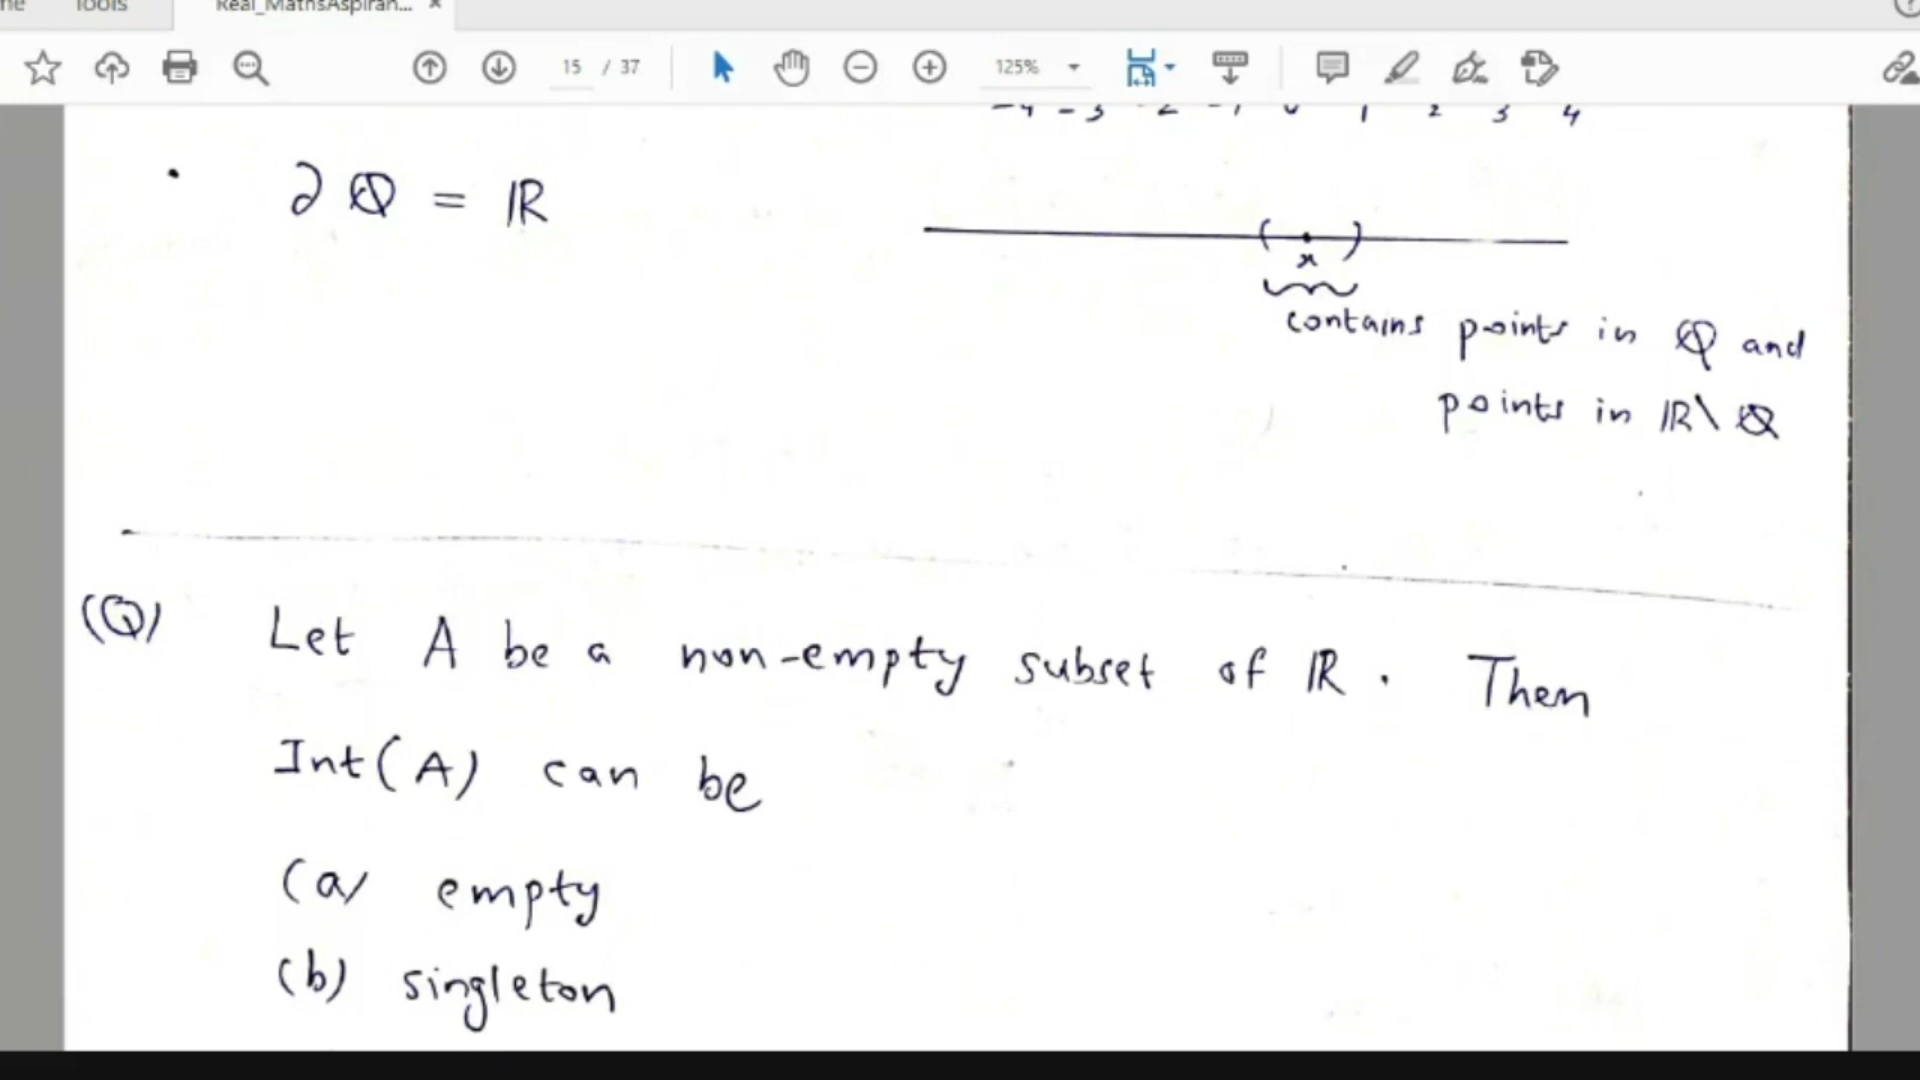 Tools Real_MathsAspiran... ×
15 / 37 125%
-4 -3 -2 -1 0 1 2 3 4
∂ℚ = ℝ
( )
x
contains points in ℚ and
points in ℝ\ℚ
(Q) Let A be a non-empty subset of ℝ. Then
Int(A) can be
(a) empty
(b) singleton